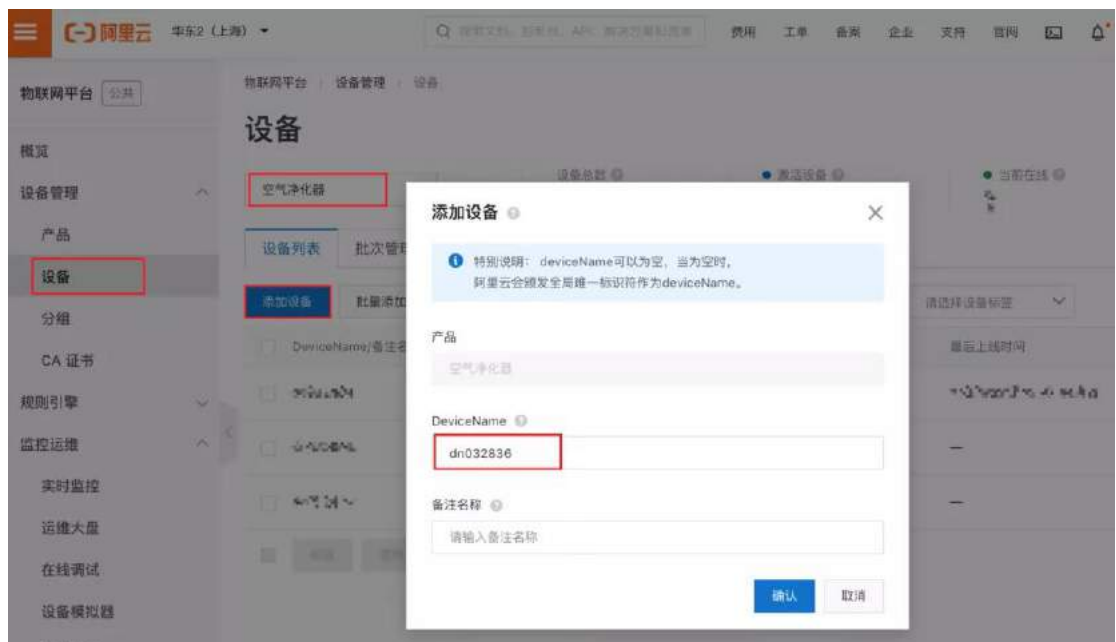 阿里云
华东2（上海）
费用
工单
备案
企业
支持
官网
物联网平台
公共
物联网平台 / 设备管理 / 设备
设备
概览
设备管理
产品
设备
分组
CA 证书
规则引擎
监控运维
实时监控
运维大盘
在线调试
设备模拟器
空气净化器
设备总数
激活设备
当前在线
设备列表
批次管理
添加设备
批量添加
请选择设备标签
DeviceName/备注名
最后上线时间
—
—
添加设备
特别说明：deviceName可以为空，当为空时，
阿里云会颁发全局唯一标识符作为deviceName。
产品
空气净化器
DeviceName
dn032836
备注名称
请输入备注名称
确认
取消